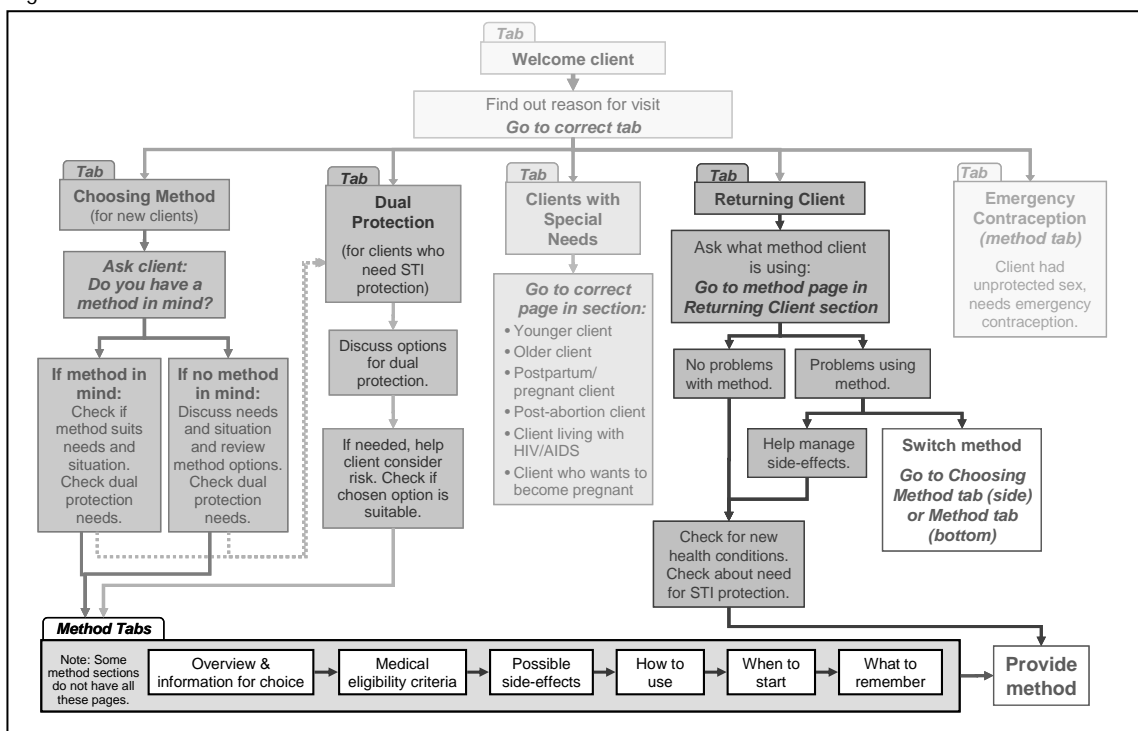 Tab
Welcome client
Find out reason for visit
Go to correct tab
Tab
Choosing Method
(for new clients)
Ask client:
Do you have a
method in mind?
If method in
mind:
Check if
method suits
needs and
situation.
Check dual
protection
needs.
If no method
in mind:
Discuss needs
and situation
and review
method options.
Check dual
protection
needs.
Tab
Dual
Protection
(for clients who
need STI
protection)
Discuss options
for dual
protection.
If needed, help
client consider
risk. Check if
chosen option is
suitable.
Tab
Clients with
Special
Needs
Go to correct
page in section:
• Younger client
• Older client
• Postpartum/
pregnant client
• Post-abortion client
• Client living with
HIV/AIDS
• Client who wants to
become pregnant
Tab
Returning Client
Ask what method client
is using:
Go to method page in
Returning Client section
No problems
with method.
Problems using
method.
Help manage
side-effects.
Switch method
Go to Choosing
Method tab (side)
or Method tab
(bottom)
Check for new
health conditions.
Check about need
for STI protection.
Tab
Emergency
Contraception
(method tab)
Client had
unprotected sex,
needs emergency
contraception.
Method Tabs
Note: Some
method sections
do not have all
these pages.
Overview &
information for choice
Medical
eligibility criteria
Possible
side-effects
How to
use
When to
start
What to
remember
Provide
method